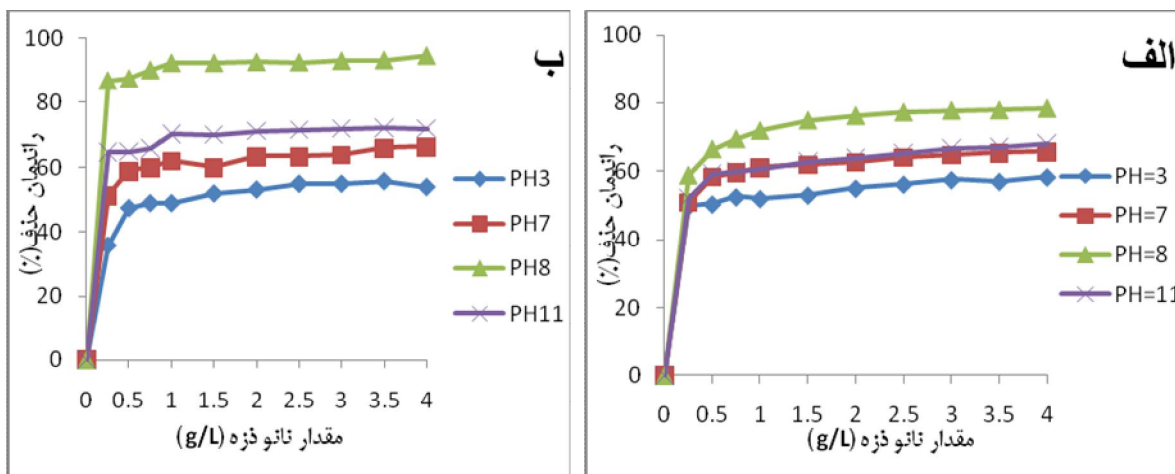 الف
100
80
60
40
20
0
راندمان حذف(%)
0 0.5 1 1.5 2 2.5 3 3.5 4
مقدار نانو ذره (g/L)
PH=3
PH=7
PH=8
PH=11
ب
100
80
60
40
20
0
راندمان حذف(%)
0 0.5 1 1.5 2 2.5 3 3.5 4
مقدار نانو ذزه (g/L)
PH3
PH7
PH8
PH11